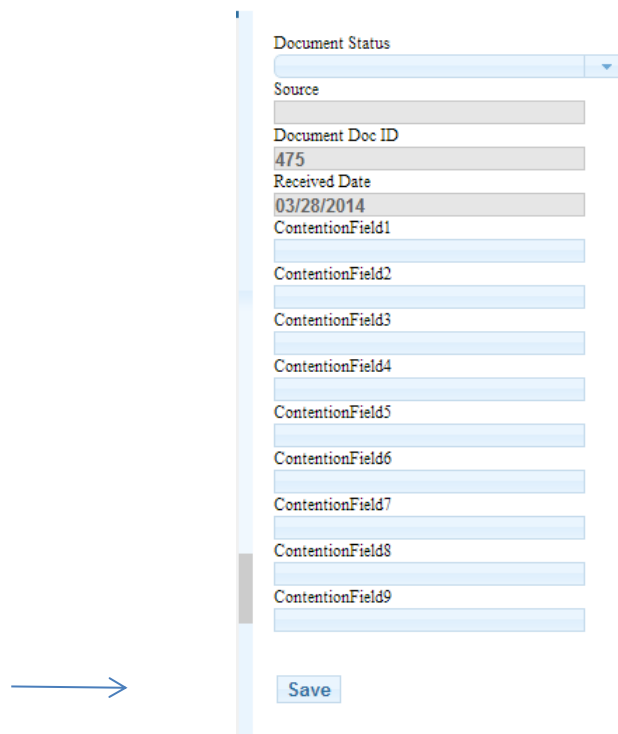 Document Status
Source
Document Doc ID
475
Received Date
03/28/2014
ContentionField1
ContentionField2
ContentionField3
ContentionField4
ContentionField5
ContentionField6
ContentionField7
ContentionField8
ContentionField9
Save